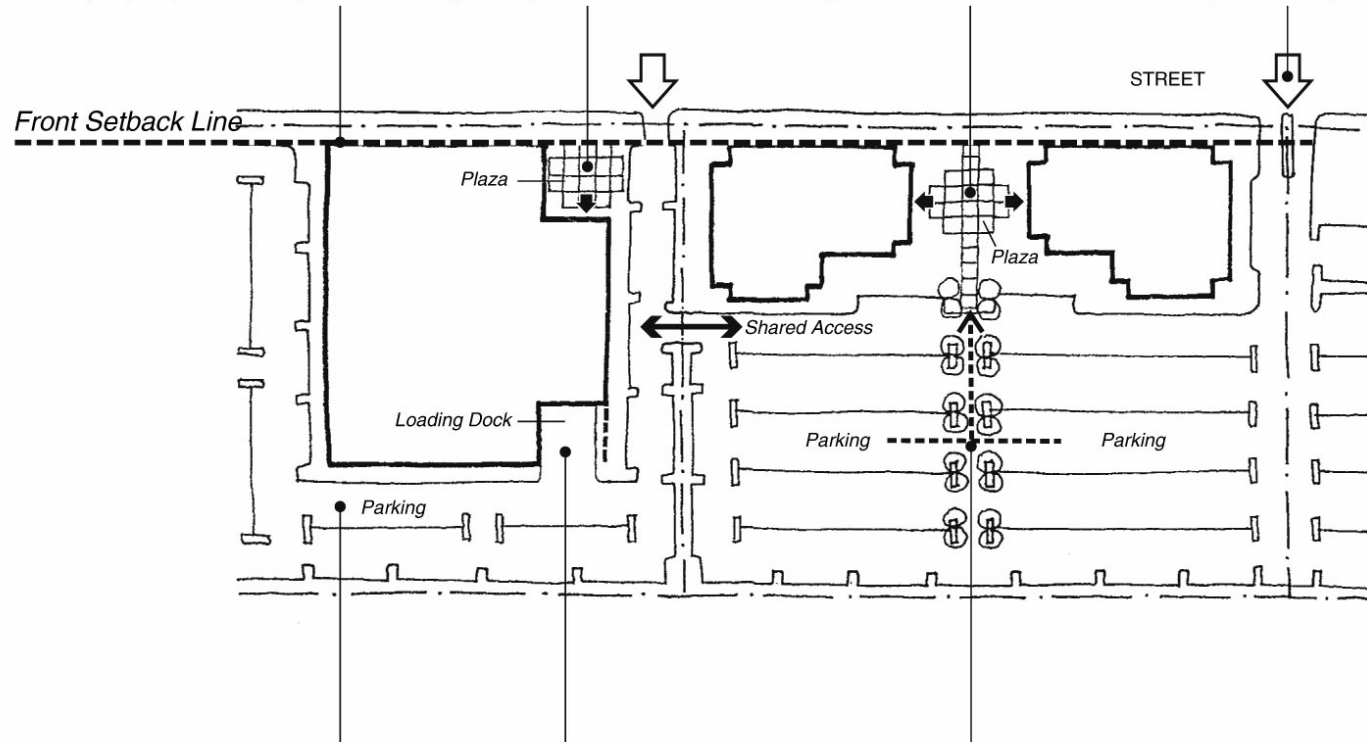 STREET
Front Setback Line
Plaza
Plaza
Shared Access
Loading Dock
Parking
Parking
Parking